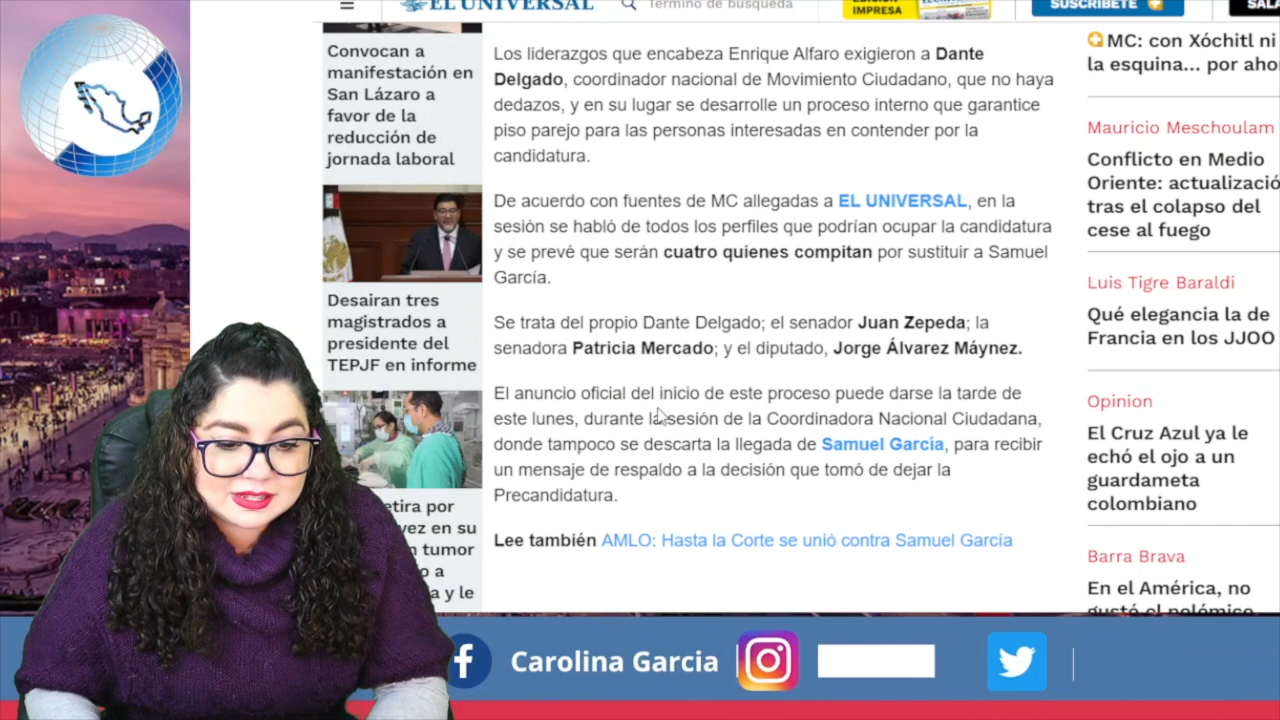 EL UNIVERSAL
Término de búsqueda
EDICIÓN
IMPRESA
SUSCRÍBETE
Convocan a
manifestación en
San Lázaro a
favor de la
reducción de
jornada laboral
Desairan tres
magistrados a
presidente del
TEPJF en informe
etira por
vez en su
n tumor
o a
a y le
Los liderazgos que encabeza Enrique Alfaro exigieron a Dante
Delgado, coordinador nacional de Movimiento Ciudadano, que no haya
dedazos, y en su lugar se desarrolle un proceso interno que garantice
piso parejo para las personas interesadas en contender por la
candidatura.
De acuerdo con fuentes de MC allegadas a EL UNIVERSAL, en la
sesión se habló de todos los perfiles que podrían ocupar la candidatura
y se prevé que serán cuatro quienes compitan por sustituir a Samuel
García.
Se trata del propio Dante Delgado; el senador Juan Zepeda; la
senadora Patricia Mercado; y el diputado, Jorge Álvarez Máynez.
El anuncio oficial del inicio de este proceso puede darse la tarde de
este lunes, durante la sesión de la Coordinadora Nacional Ciudadana,
donde tampoco se descarta la llegada de Samuel García, para recibir
un mensaje de respaldo a la decisión que tomó de dejar la
Precandidatura.
Lee también AMLO: Hasta la Corte se unió contra Samuel García
MC: con Xóchitl ni
la esquina... por aho
Mauricio Meschoulam
Conflicto en Medio
Oriente: actualizació
tras el colapso del
cese al fuego
Luis Tigre Baraldi
Qué elegancia la de
Francia en los JJOO
Opinion
El Cruz Azul ya le
echó el ojo a un
guardameta
colombiano
Barra Brava
En el América, no
gustó el polémico
Carolina Garcia